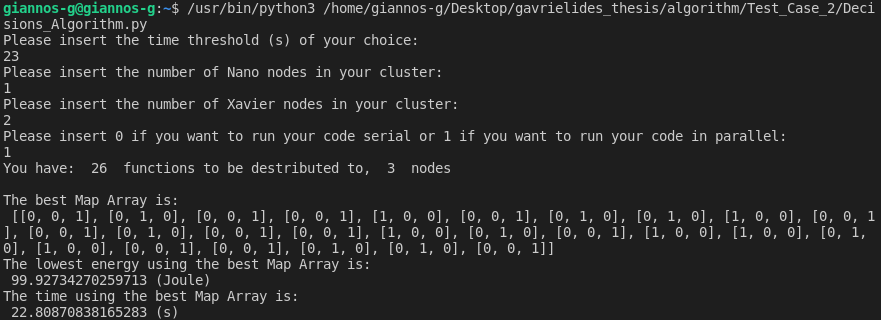 giannos-g@giannos-g:~$ /usr/bin/python3 /home/giannos-g/Desktop/gavrielides_thesis/algorithm/Test_Case_2/Deci
sions_Algorithm.py
Please insert the time threshold (s) of your choice:
23
Please insert the number of Nano nodes in your cluster:
1
Please insert the number of Xavier nodes in your cluster:
2
Please insert 0 if you want to run your code serial or 1 if you want to run your code in parallel:
1
You have:  26  functions to be destributed to,  3  nodes
The best Map Array is:
[[0, 0, 1], [0, 1, 0], [0, 0, 1], [0, 0, 1], [1, 0, 0], [0, 0, 1], [0, 1, 0], [0, 1, 0], [1, 0, 0], [0, 0, 1
], [0, 0, 1], [0, 1, 0], [0, 0, 1], [0, 0, 1], [1, 0, 0], [0, 1, 0], [0, 0, 1], [1, 0, 0], [1, 0, 0], [0, 1,
0], [1, 0, 0], [0, 0, 1], [0, 0, 1], [0, 1, 0], [0, 1, 0], [0, 0, 1]]
The lowest energy using the best Map Array is:
99.92734270259713 (Joule)
The time using the best Map Array is:
22.80870838165283 (s)